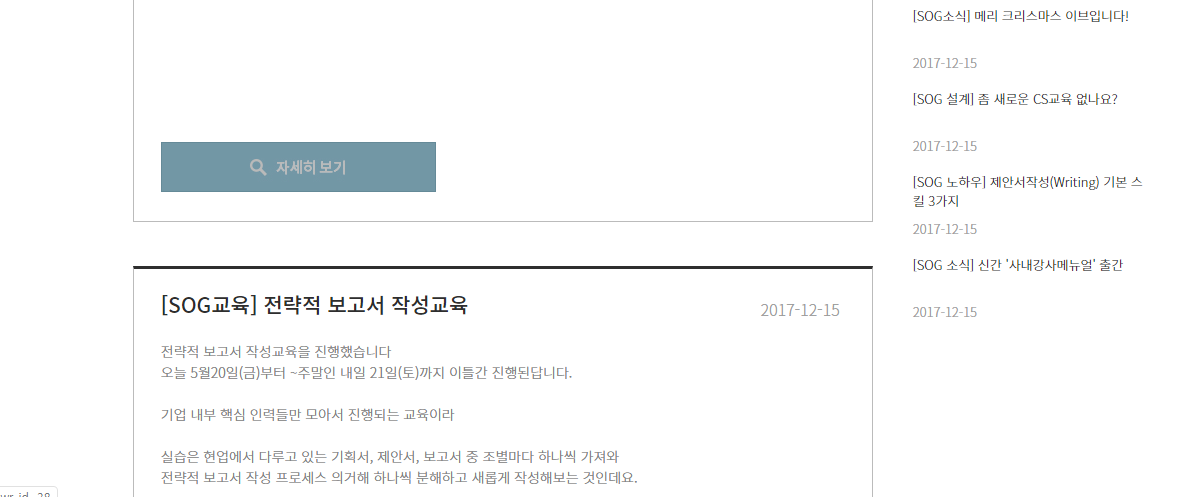 자세히 보기
[SOG교육] 전략적 보고서 작성교육
2017-12-15
전략적 보고서 작성교육을 진행했습니다
오늘 5월20일(금)부터 ~주말인 내일 21일(토)까지 이틀간 진행된답니다.
기업 내부 핵심 인력들만 모아서 진행되는 교육이라
실습은 현업에서 다루고 있는 기획서, 제안서, 보고서 중 조별마다 하나씩 가져와
전략적 보고서 작성 프로세스 의거해 하나씩 분해하고 새롭게 작성해보는 것인데요.
[SOG소식] 메리 크리스마스 이브입니다!
2017-12-15
[SOG 설계] 좀 새로운 CS교육 없나요?
2017-12-15
[SOG 노하우] 제안서작성(Writing) 기본 스
킬 3가지
2017-12-15
[SOG 소식] 신간 '사내강사메뉴얼' 출간
2017-12-15